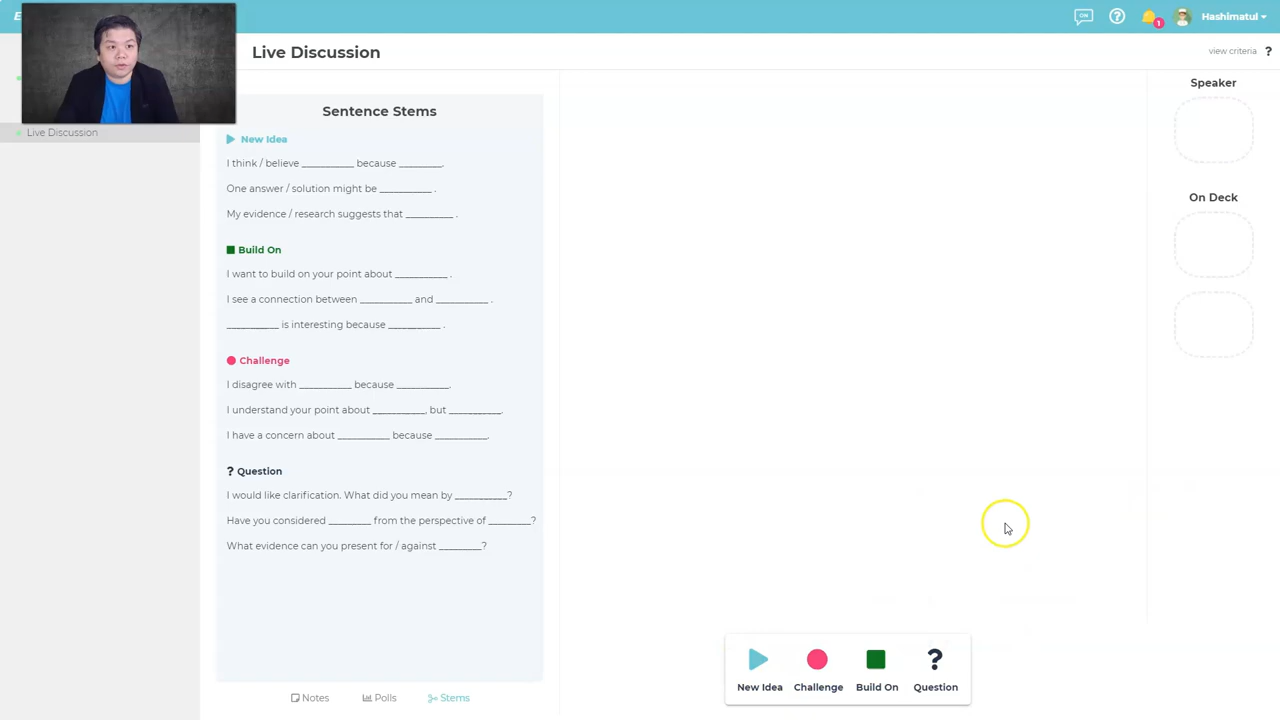 E
ON
1
Hashimatul
Live Discussion
view criteria ?
Live Discussion
Sentence Stems
New Idea
I think / believe __________ because ________.
One answer / solution might be __________ .
My evidence / research suggests that _________ .
Build On
I want to build on your point about __________ .
I see a connection between __________ and __________ .
__________ is interesting because __________ .
Challenge
I disagree with __________ because __________.
I understand your point about __________, but __________.
I have a concern about __________ because __________.
? Question
I would like clarification. What did you mean by __________?
Have you considered ________ from the perspective of ________?
What evidence can you present for / against ________?
Notes
Polls
Stems
Speaker
On Deck
New Idea
Challenge
Build On
?
Question